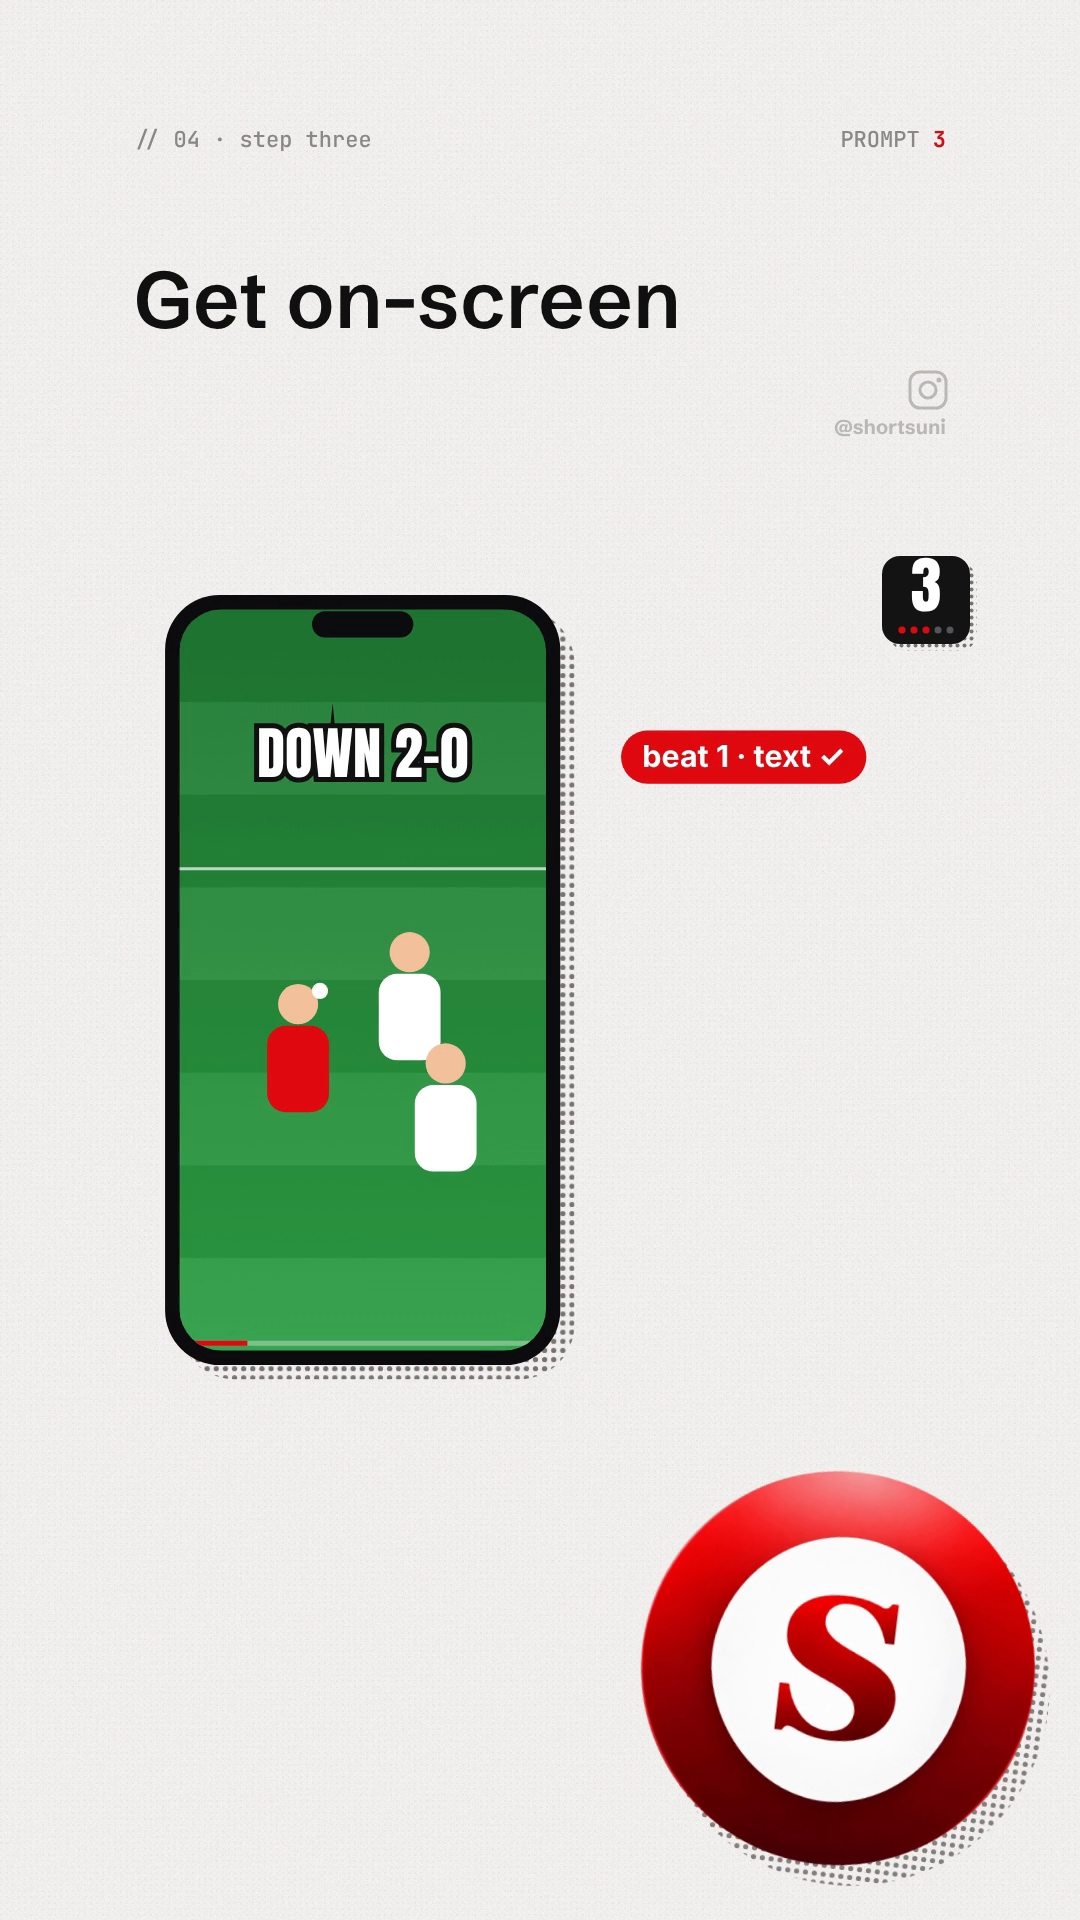 // 04 · step three
PROMPT 3
Get on-screen
@shortsuni
3
DOWN 2-0
beat 1 · text ✓
S